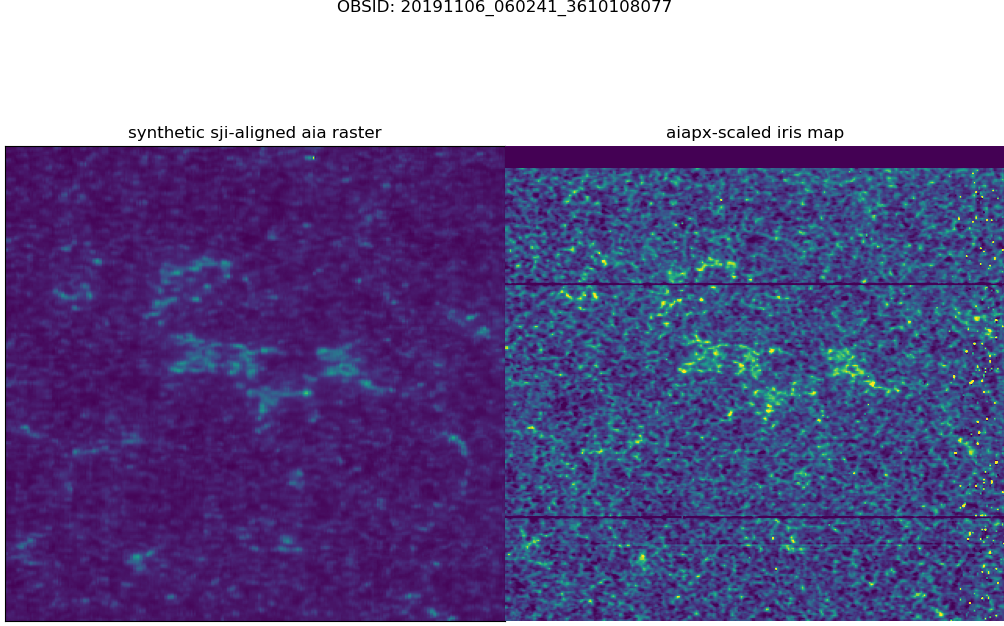 OBSID: 20191106_060241_3610108077
synthetic sji-aligned aia raster
aiapx-scaled iris map